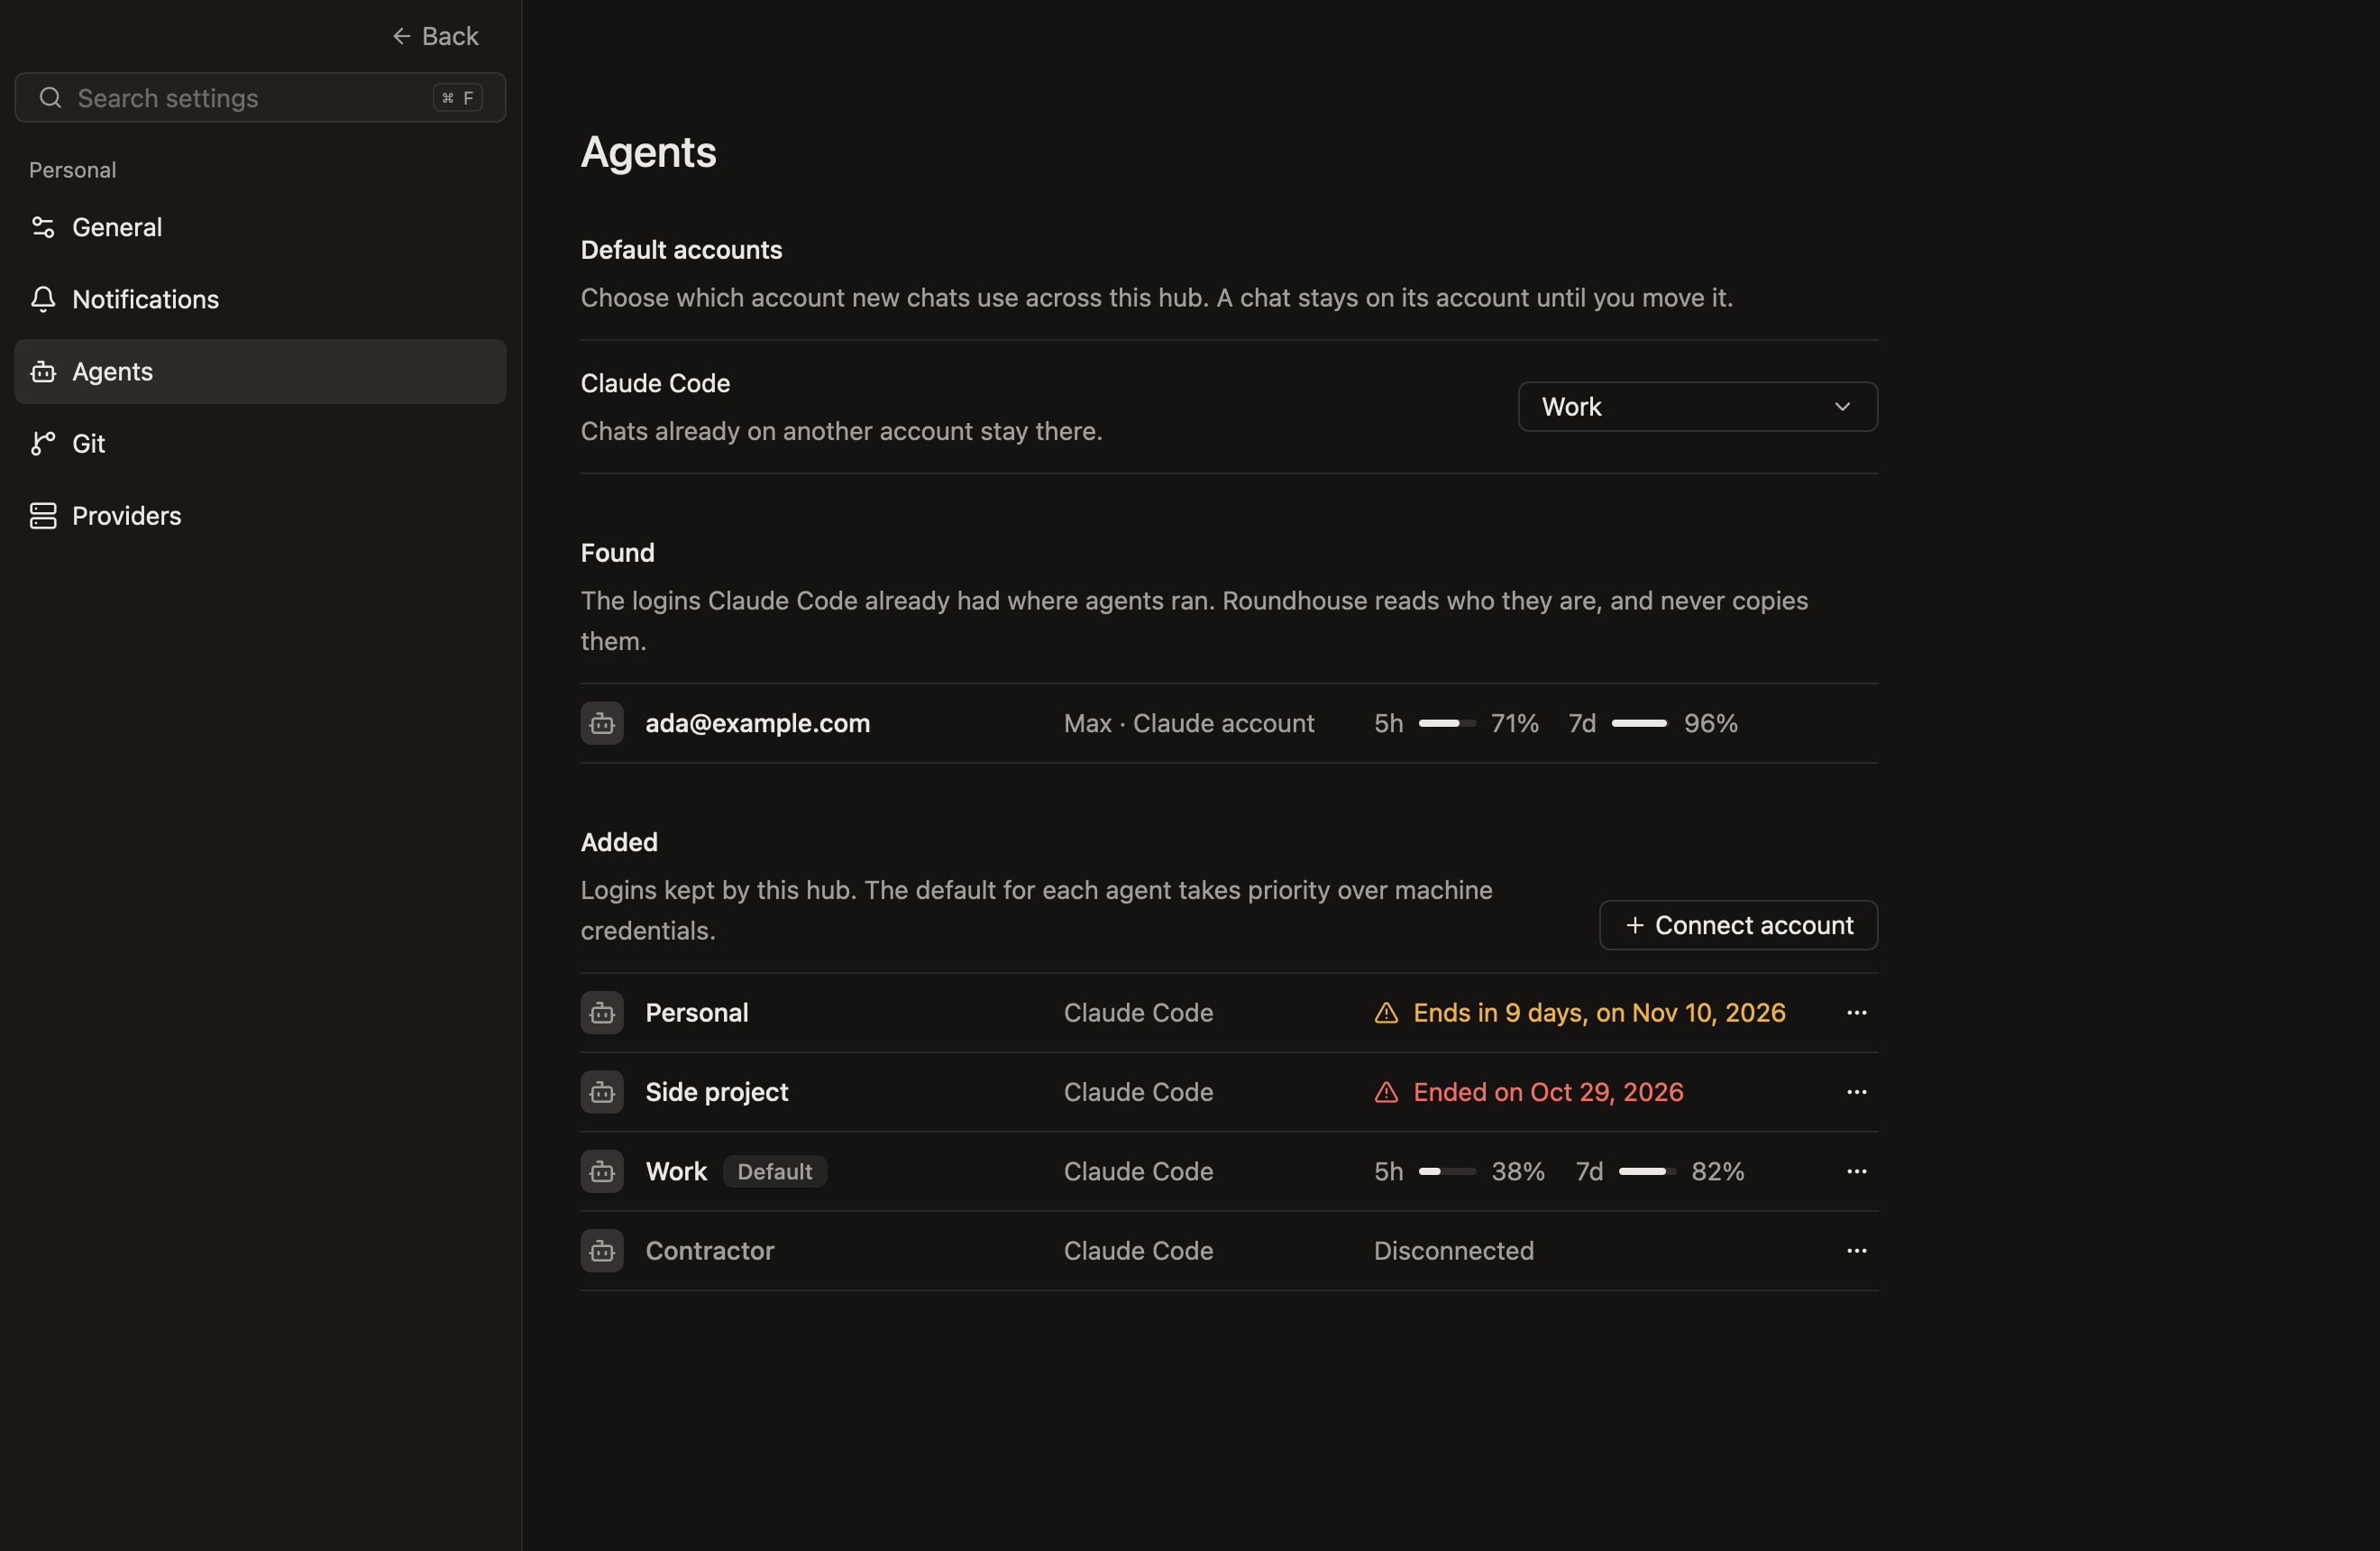 Back
Search settings
⌘ F
Personal
General
Notifications
Agents
Git
Providers
Agents
Default accounts
Choose which account new chats use across this hub. A chat stays on its account until you move it.
Claude Code
Work
Chats already on another account stay there.
Found
The logins Claude Code already had where agents ran. Roundhouse reads who they are, and never copies
them.
ada@example.com Max · Claude account 5h 71% 7d 96%
Added
Logins kept by this hub. The default for each agent takes priority over machine
credentials.
+ Connect account
Personal Claude Code Ends in 9 days, on Nov 10, 2026
Side project Claude Code Ended on Oct 29, 2026
Work Default Claude Code 5h 38% 7d 82%
Contractor Claude Code Disconnected